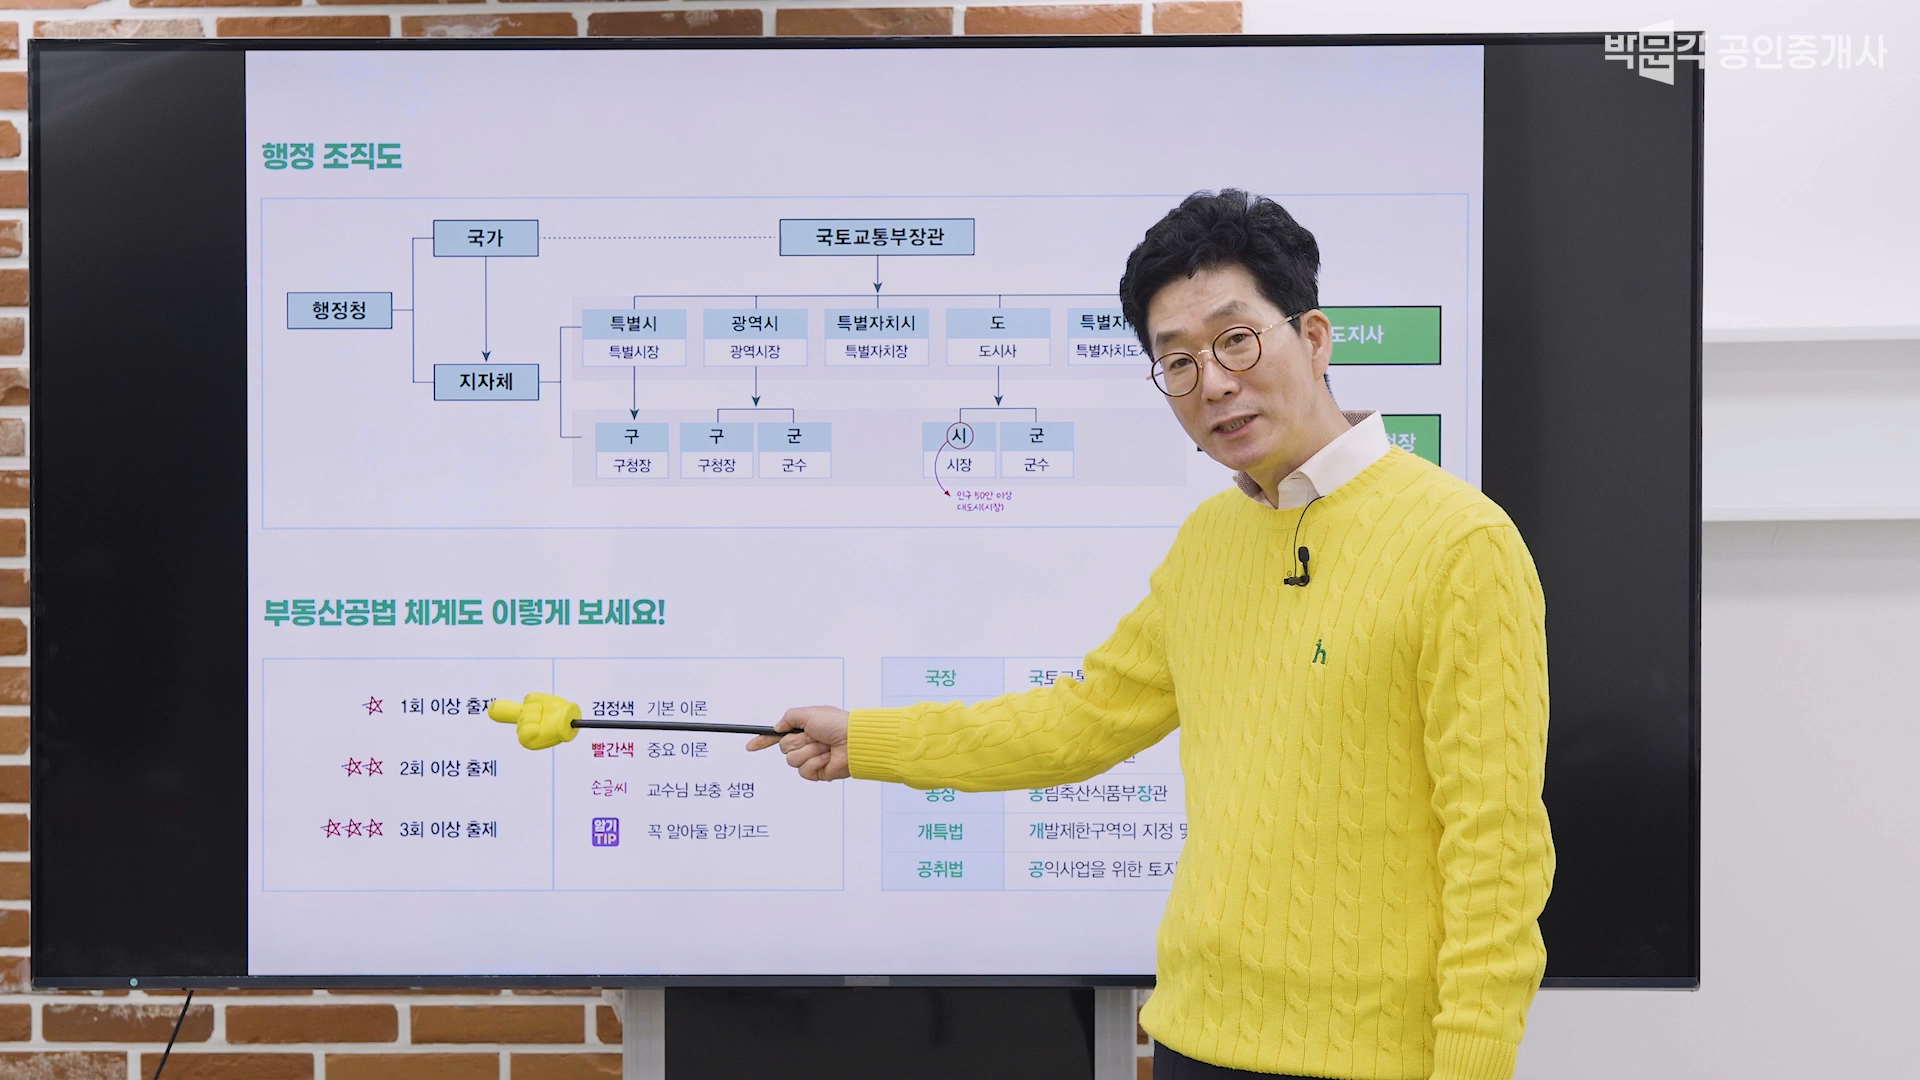 박문각 공인중개사
행정 조직도
국가
국토교통부장관
행정청
지자체
특별시
특별시장
광역시
광역시장
특별자치시
특별자치장
도
도시사
도지사
구
구청장
구
구청장
군
군수
시
시장
군
군수
인구 50만 이상
대도시(시장)
부동산공법 체계도 이렇게 보세요!
1회 이상 출제
2회 이상 출제
3회 이상 출제
검정색 기본 이론
빨간색 중요 이론
손글씨 교수님 보충 설명
암기 TIP 꼭 알아둘 암기코드
국장
농림축산식품부장관
개특법 개발제한구역의 지정 및
공취법 공익사업을 위한 토지
h